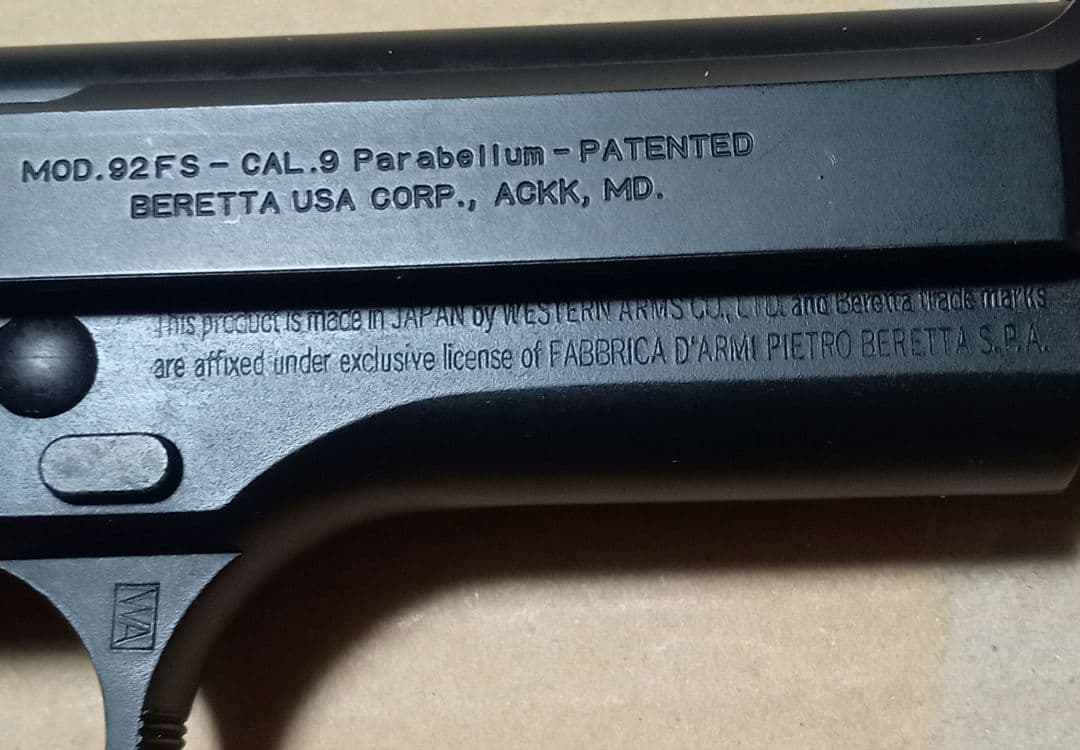 MOD.92FS - CAL.9 Parabellum - PATENTED
BERETTA USA CORP., ACKK, MD.
This product is made in JAPAN by WESTERN ARMS CO., LTD. and Beretta trade marks
are affixed under exclusive license of FABBRICA D'ARMI PIETRO BERETTA S.P.A.
WA